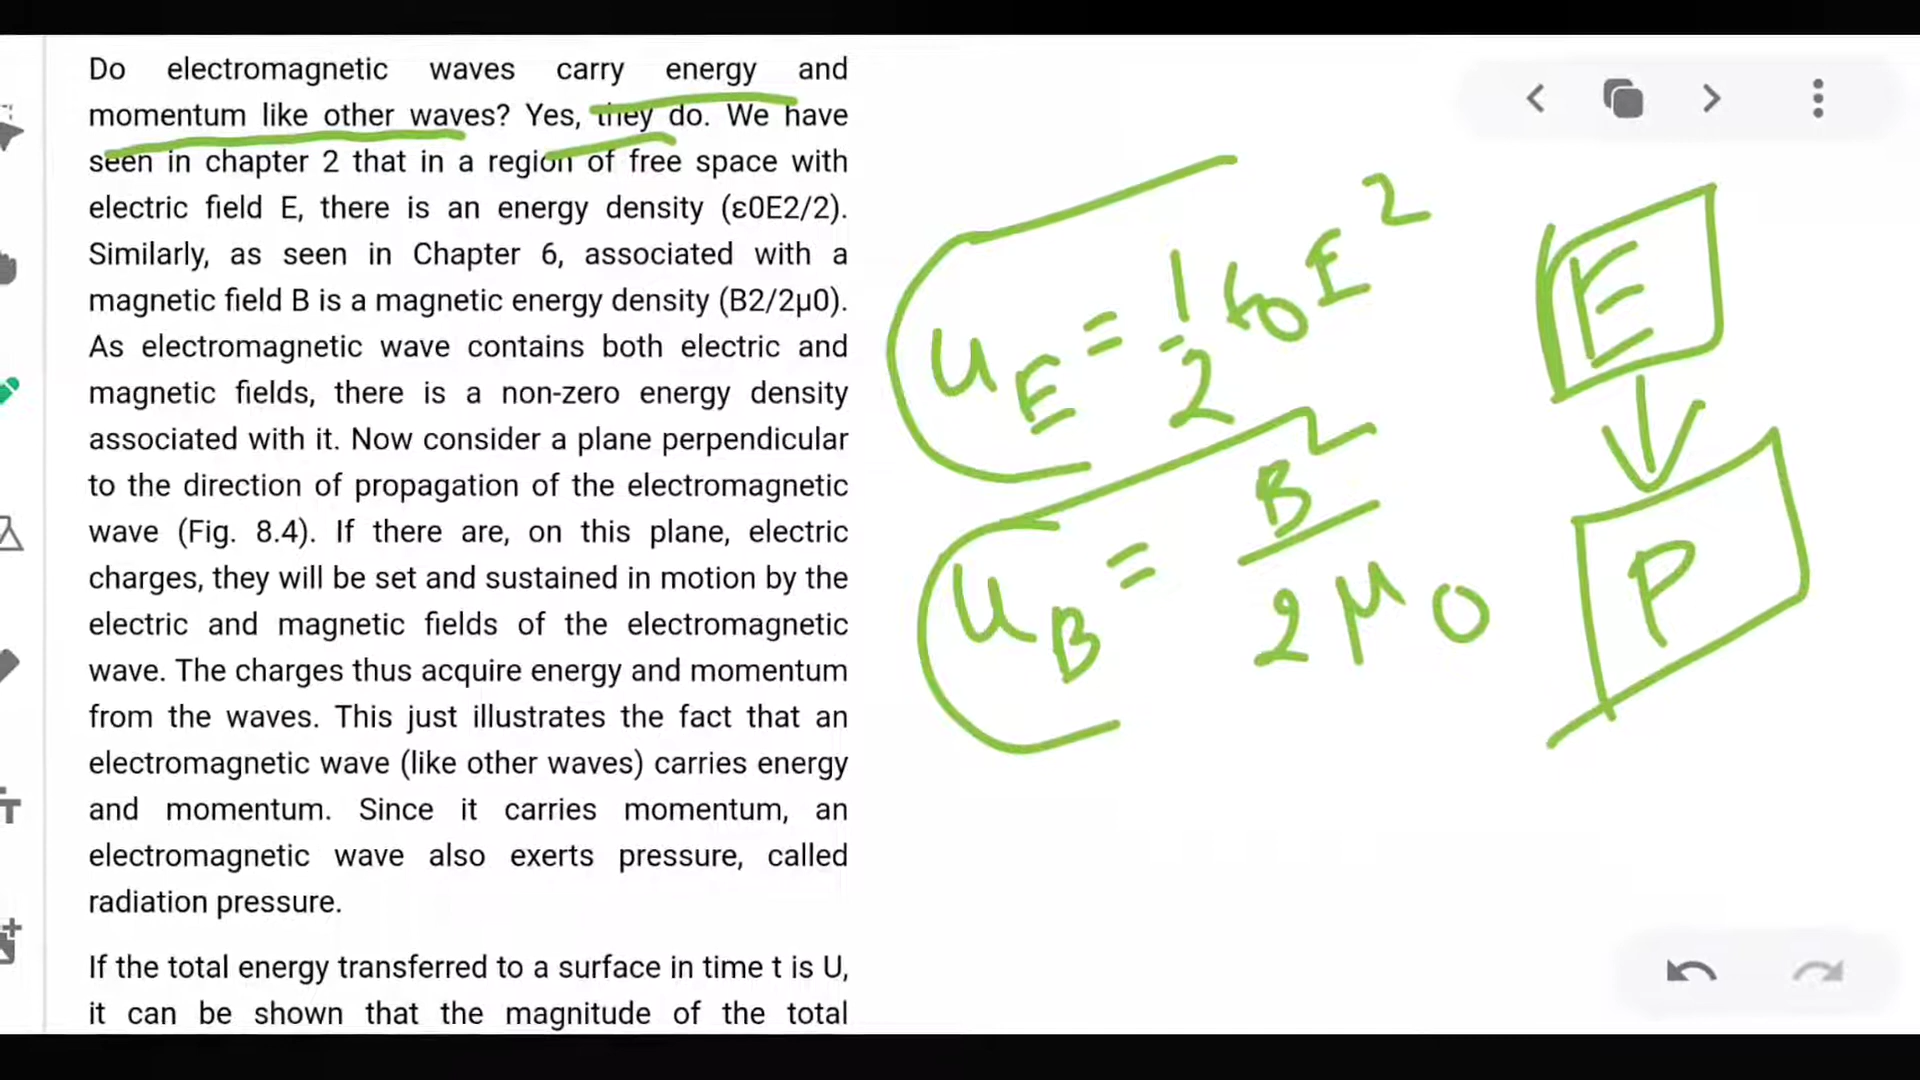 Do electromagnetic waves carry energy and
momentum like other waves? Yes, they do. We have
seen in chapter 2 that in a region of free space with
electric field E, there is an energy density (ε0E2/2).
Similarly, as seen in Chapter 6, associated with a
magnetic field B is a magnetic energy density (B2/2μ0).
As electromagnetic wave contains both electric and
magnetic fields, there is a non-zero energy density
associated with it. Now consider a plane perpendicular
to the direction of propagation of the electromagnetic
wave (Fig. 8.4). If there are, on this plane, electric
charges, they will be set and sustained in motion by the
electric and magnetic fields of the electromagnetic
wave. The charges thus acquire energy and momentum
from the waves. This just illustrates the fact that an
electromagnetic wave (like other waves) carries energy
and momentum. Since it carries momentum, an
electromagnetic wave also exerts pressure, called
radiation pressure.
If the total energy transferred to a surface in time t is U,
it can be shown that the magnitude of the total
u_E = 1/2 ε0 E^2
u_B = B^2/2μ0
E
P